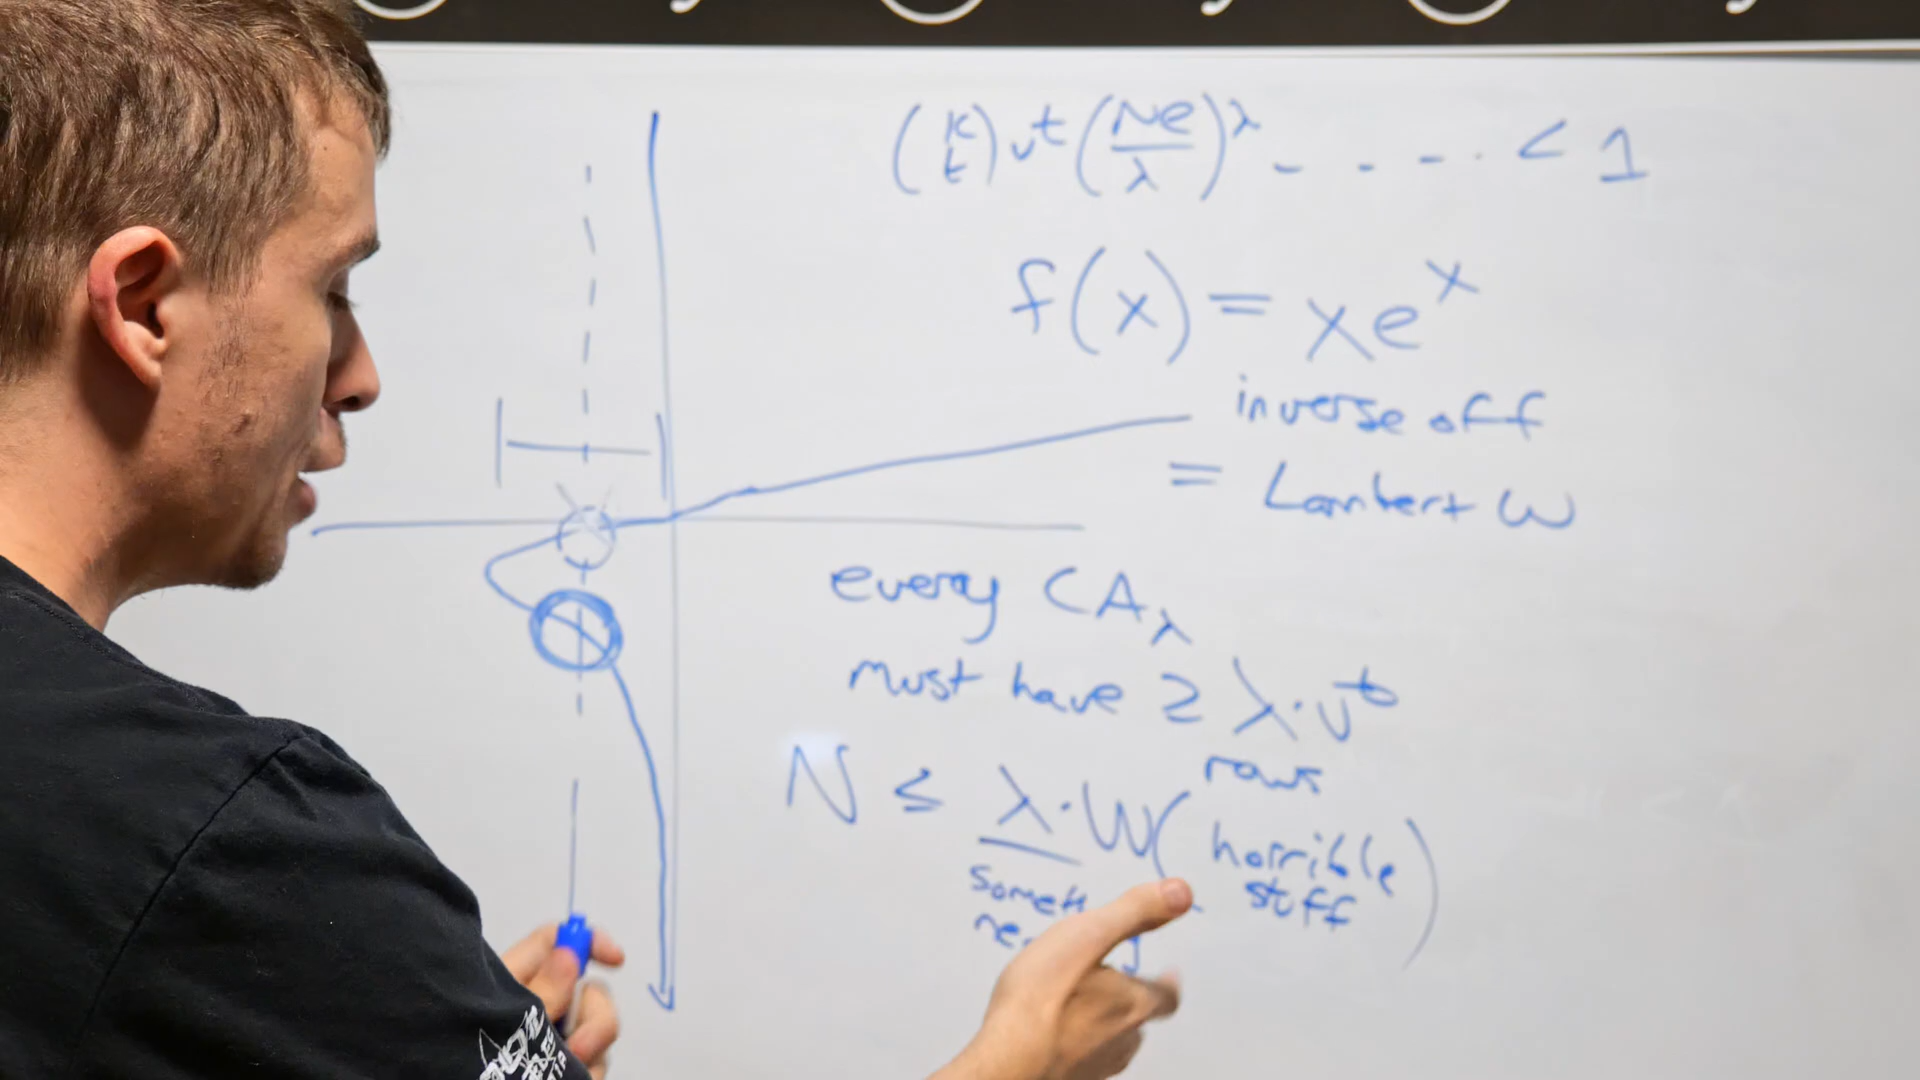 (k t) v^t (Ne/λ)^λ - - - - . < 1
f(x) = xe^x
inverse of f
= Lambert W
every CA_λ
must have ≥ λ·v^t
rows
N ≤ λ·W(horrible
stuff)